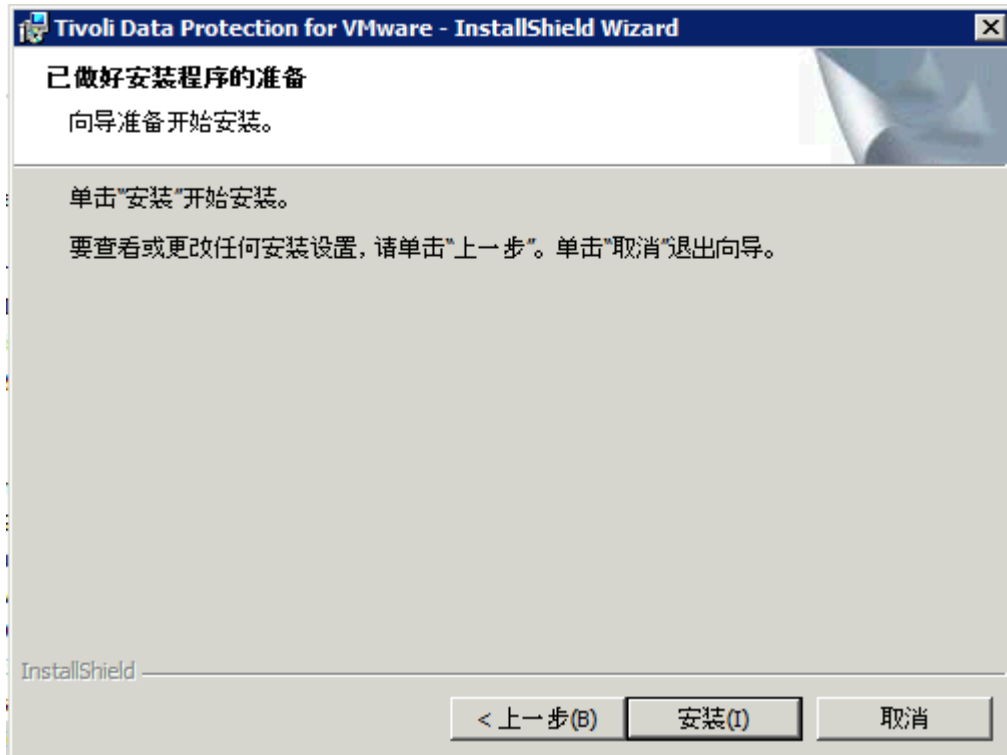 Tivoli Data Protection for VMware - InstallShield Wizard
已做好安装程序的准备
向导准备开始安装。
单击"安装"开始安装。
要查看或更改任何安装设置, 请单击"上一步"。单击"取消"退出向导。
InstallShield
< 上一步(B)
安装(I)
取消